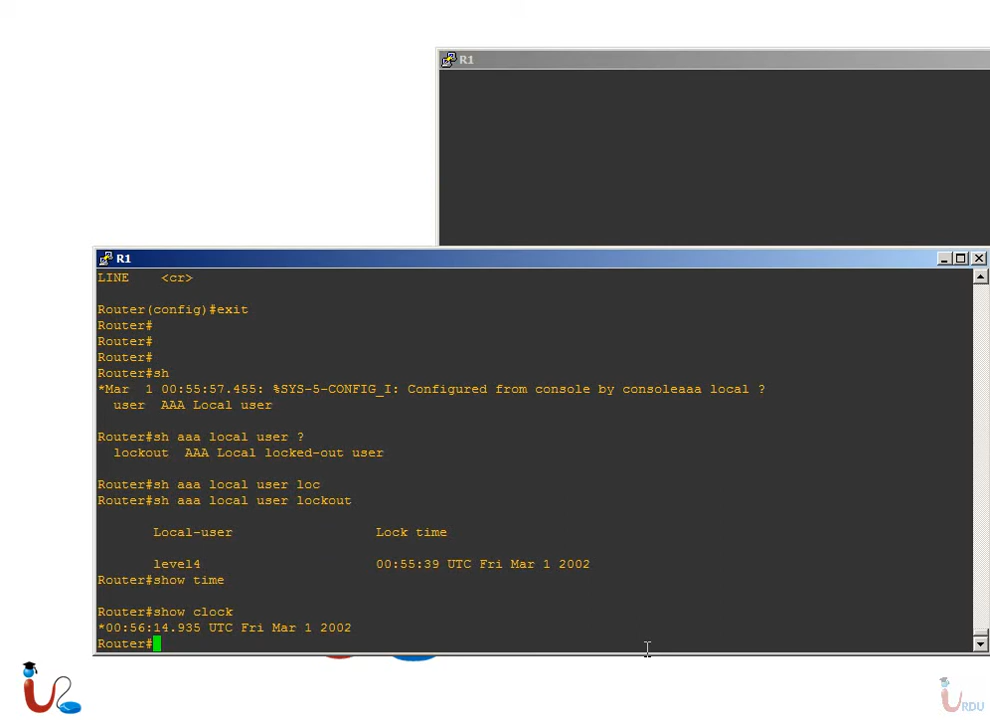 R1
R1
LINE    <cr>
Router(config)#exit
Router#
Router#
Router#
Router#sh
*Mar  1 00:55:57.455: %SYS-5-CONFIG_I: Configured from console by consoleaaa local ?
  user  AAA Local user
Router#sh aaa local user ?
  lockout  AAA Local locked-out user
Router#sh aaa local user loc
Router#sh aaa local user lockout
Local-user    Lock time
level4    00:55:39 UTC Fri Mar 1 2002
Router#show time
Router#show clock
*00:56:14.935 UTC Fri Mar 1 2002
Router#
URDU